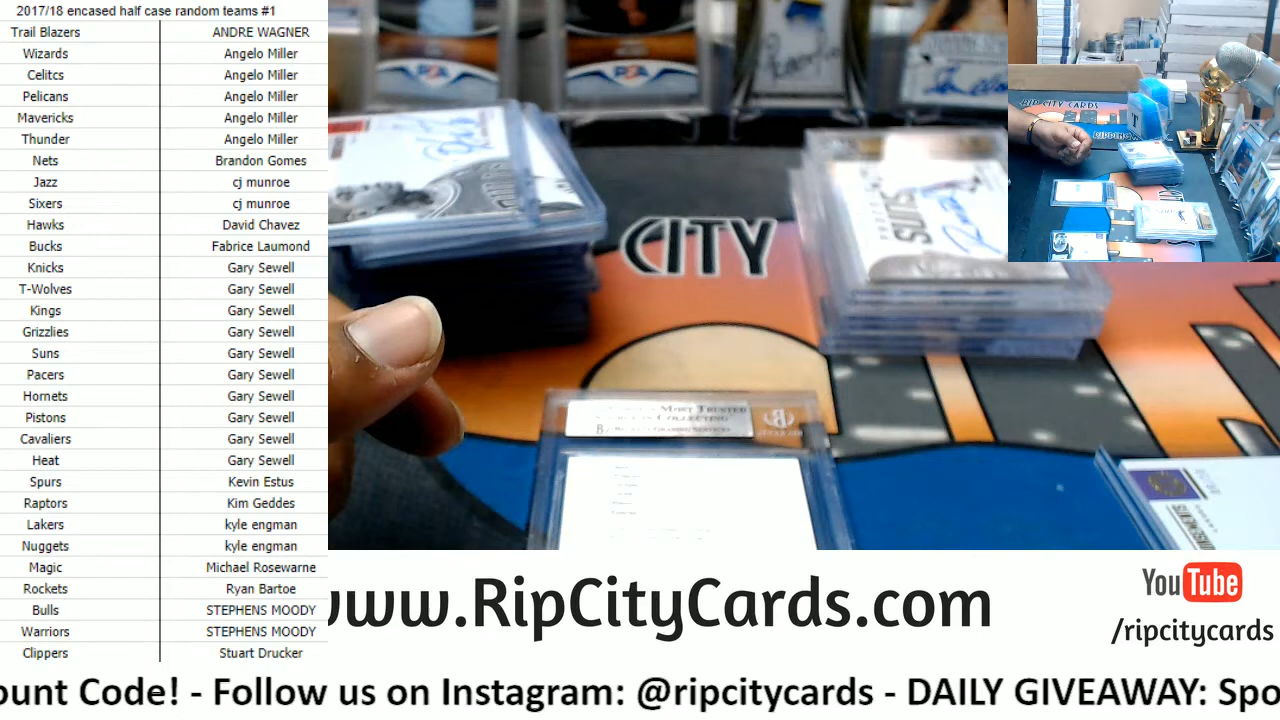 2017/18 encased half case random teams #1
Trail Blazers ANDRE WAGNER
Wizards Angelo Miller
Celitcs Angelo Miller
Pelicans Angelo Miller
Mavericks Angelo Miller
Thunder Angelo Miller
Nets Brandon Gomes
Jazz cj munroe
Sixers cj munroe
Hawks David Chavez
Bucks Fabrice Laumond
Knicks Gary Sewell
T-Wolves Gary Sewell
Kings Gary Sewell
Grizzlies Gary Sewell
Suns Gary Sewell
Pacers Gary Sewell
Hornets Gary Sewell
Pistons Gary Sewell
Cavaliers Gary Sewell
Heat Gary Sewell
Spurs Kevin Estus
Raptors Kim Geddes
Lakers kyle engman
Nuggets kyle engman
Magic Michael Rosewarne
Rockets Ryan Bartoe
Bulls STEPHENS MOODY
Warriors STEPHENS MOODY
Clippers Stuart Drucker
CITY
SUNS
MOST TRUSTED
RIP CITY CARDS
www.RipCityCards.com
YouTube
/ripcitycards
ount Code! - Follow us on Instagram: @ripcitycards - DAILY GIVEAWAY: Spo